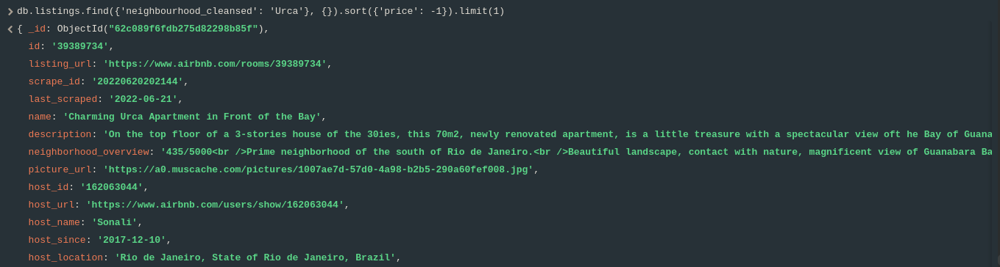 db.listings.find({'neighbourhood_cleansed': 'Urca'}, {}).sort({'price': -1}).limit(1)
{ _id: ObjectId("62c089f6fdb275d82298b85f"),
id: '39389734',
listing_url: 'https://www.airbnb.com/rooms/39389734',
scrape_id: '20220620202144',
last_scraped: '2022-06-21',
name: 'Charming Urca Apartment in Front of the Bay',
description: 'On the top floor of a 3-stories house of the 30ies, this 70m2, newly renovated apartment, is a little treasure with a spectacular view oft he Bay of Guana
neighborhood_overview: '435/5000<br />Prime neighborhood of the south of Rio de Janeiro.<br />Beautiful landscape, contact with nature, magnificent view of Guanabara Ba
picture_url: 'https://a0.muscache.com/pictures/1007ae7d-57d0-4a98-b2b5-290a60fef008.jpg',
host_id: '162063044',
host_url: 'https://www.airbnb.com/users/show/162063044',
host_name: 'Sonali',
host_since: '2017-12-10',
host_location: 'Rio de Janeiro, State of Rio de Janeiro, Brazil',